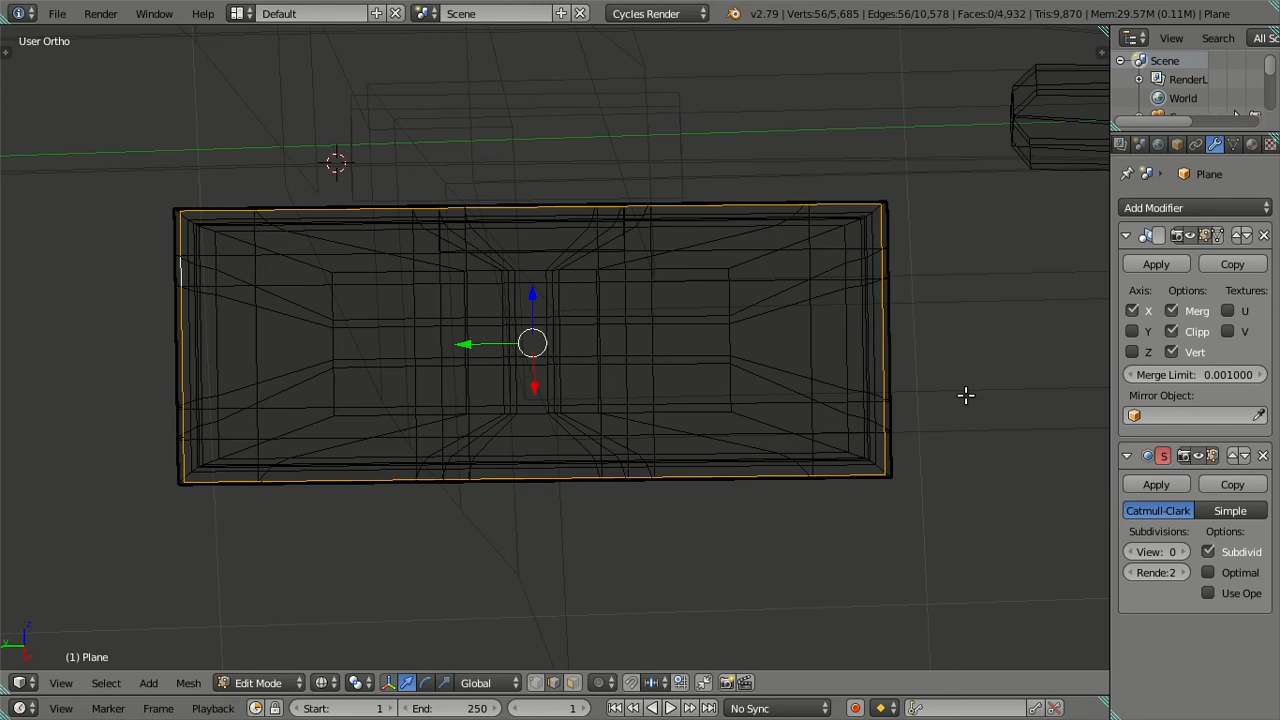 File Render Window Help Default Scene Cycles Render v2.79 | Verts:56/5,685 | Edges:56/10,578 | Faces:0/4,932 | Tris:9,870 | Mem:29.57M (0.11M) | Plane
User Ortho
View Search All Sc
Scene
RenderL
World
Plane
Add Modifier
Apply Copy
Axis: Options: Textures:
X Merg U
Y Clipp V
Z Vert
Merge Limit: 0.001000
Mirror Object:
S
Apply Copy
Catmull-Clark Simple
Subdivisions: Options:
View: 0 Subdivid
Rende:2 Optimal
Use Ope
z
y
(1) Plane
View Select Add Mesh Edit Mode Global
View Marker Frame Playback Start: 1 End: 250 1 No Sync